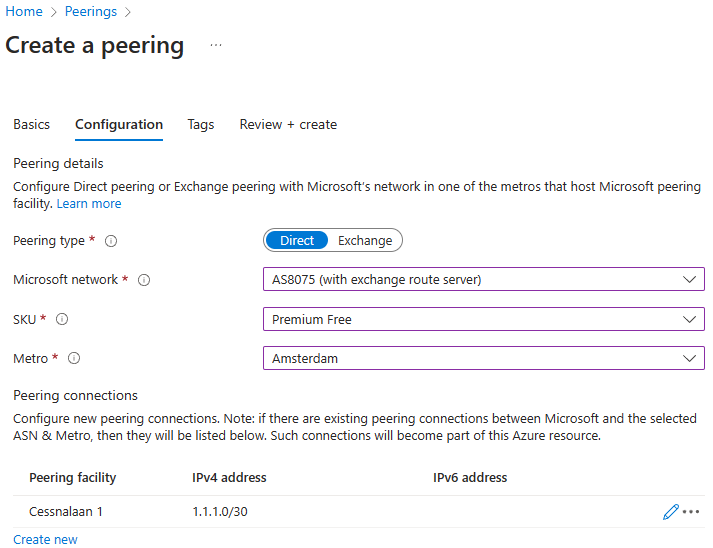 Home > Peerings >
Create a peering ...
Basics Configuration Tags Review + create
Peering details
Configure Direct peering or Exchange peering with Microsoft's network in one of the metros that host Microsoft peering
facility. Learn more
Peering type * Direct Exchange
Microsoft network * AS8075 (with exchange route server)
SKU * Premium Free
Metro * Amsterdam
Peering connections
Configure new peering connections. Note: if there are existing peering connections between Microsoft and the selected
ASN & Metro, then they will be listed below. Such connections will become part of this Azure resource.
Peering facility IPv4 address IPv6 address
Cessnalaan 1 1.1.1.0/30
Create new